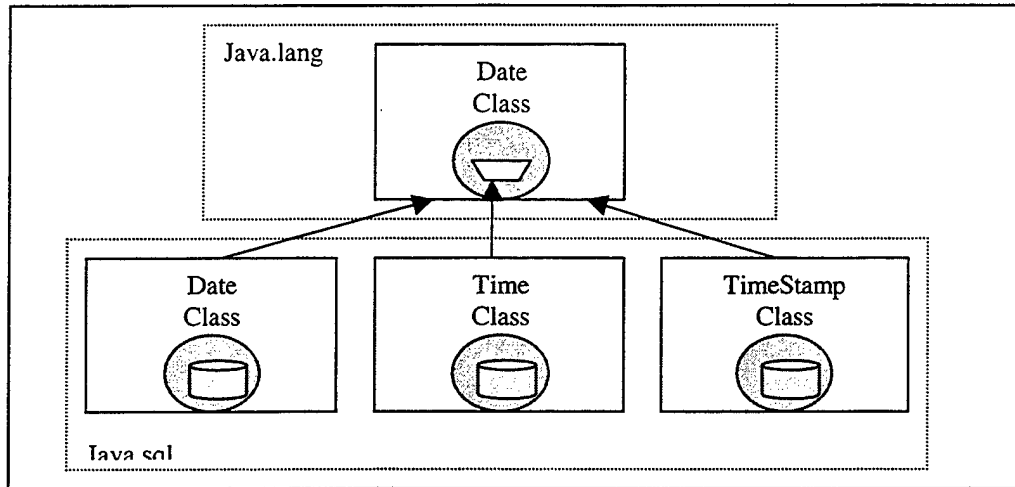 Java.lang
Date
Class
Date
Class
Time
Class
TimeStamp
Class
Java.sql